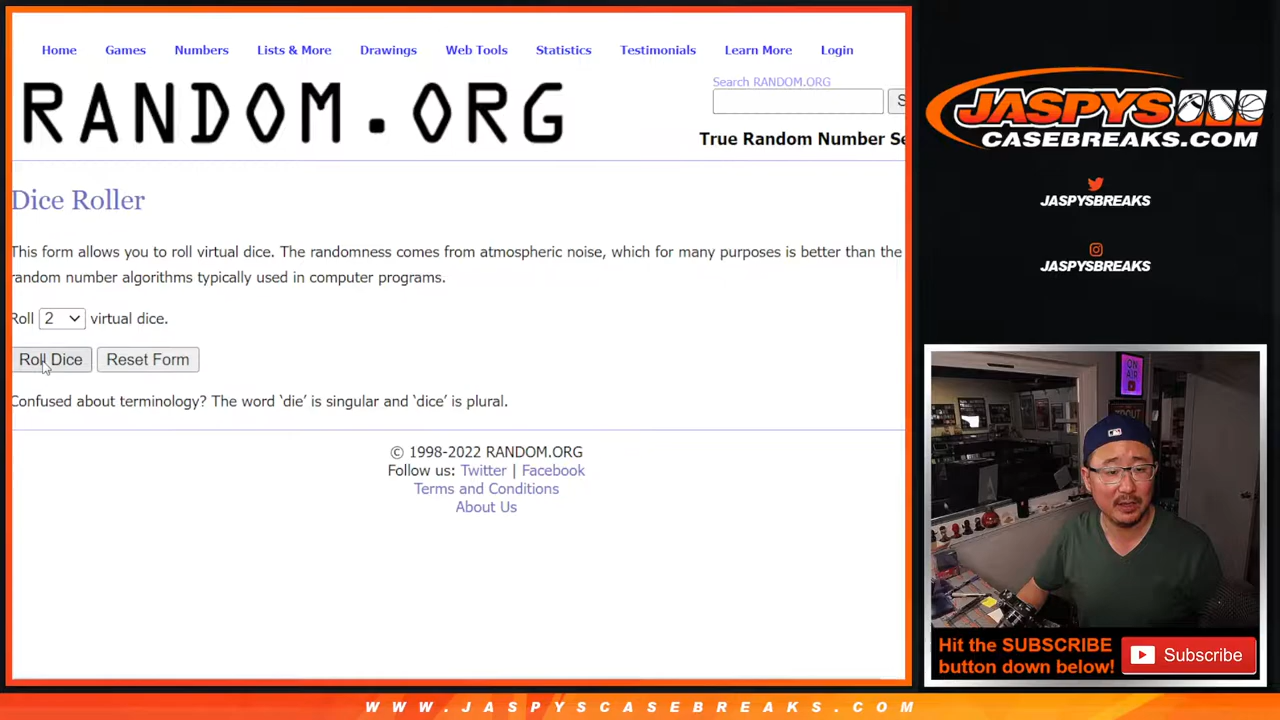 Home Games Numbers Lists & More Drawings Web Tools Statistics Testimonials Learn More Login
RANDOM.ORG
Search RANDOM.ORG
S
True Random Number Se
Dice Roller
This form allows you to roll virtual dice. The randomness comes from atmospheric noise, which for many purposes is better than the
random number algorithms typically used in computer programs.
Roll 2 virtual dice.
Roll Dice Reset Form
Confused about terminology? The word ‘die’ is singular and ‘dice’ is plural.
© 1998-2022 RANDOM.ORG
Follow us: Twitter | Facebook
Terms and Conditions
About Us
JASPYS
CASEBREAKS.COM
JASPYSBREAKS
JASPYSBREAKS
ON
AIR
TROUT
Hit the SUBSCRIBE
button down below!
Subscribe
WWW.JASPYSCASEBREAKS.COM